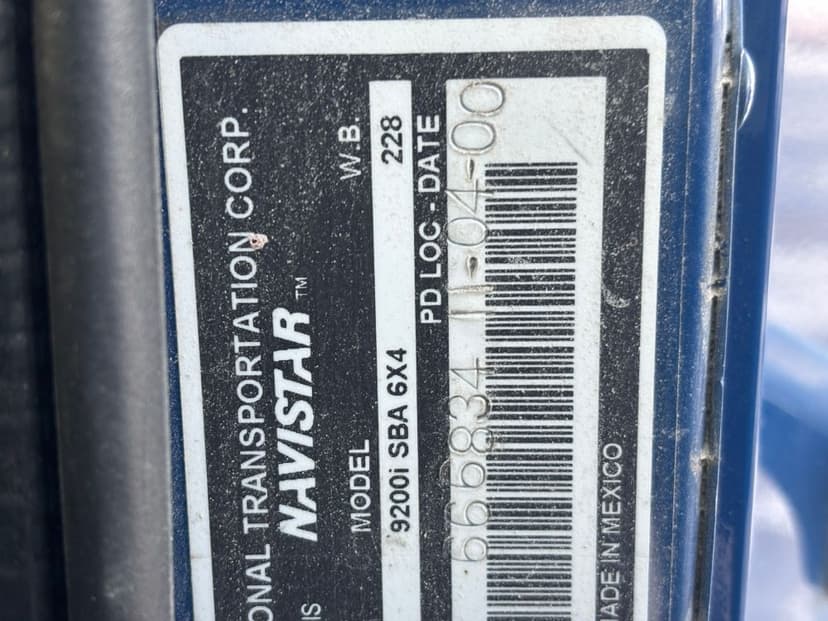 ONAL TRANSPORTATION CORP.
IS NAVISTAR™
MODEL W.B.
9200i SBA 6X4 228
PD LOC - DATE
666834 11-04-00
MADE IN MEXICO